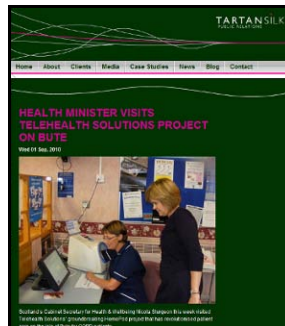 TARTANSILK
PUBLIC RELATIONS
Home About Clients Media Case Studies News Blog Contact
HEALTH MINISTER VISITS
TELEHEALTH SOLUTIONS PROJECT
ON BUTE
Wed 01 Sep, 2010
Scotland's Cabinet Secretary for Health & Wellbeing Nicola Sturgeon this week visited
Telehealth Solutions' groundbreaking HomePod project that has revolutionised patient